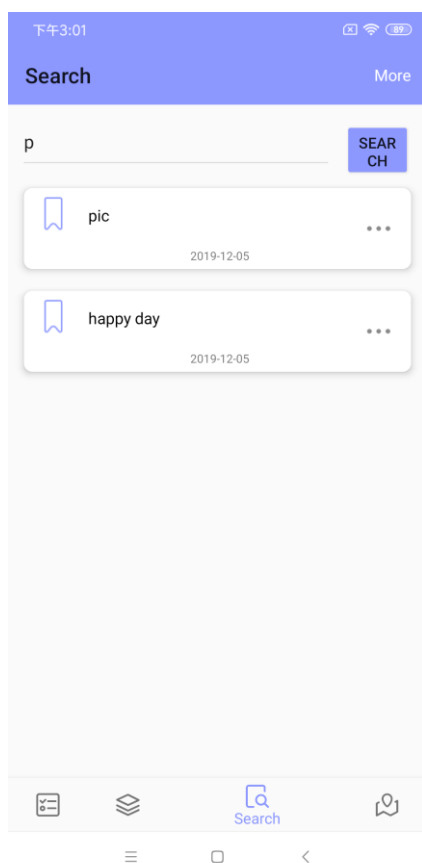 下午3:01
89
Search
More
p
SEAR
CH
pic
2019-12-05
happy day
2019-12-05
Search